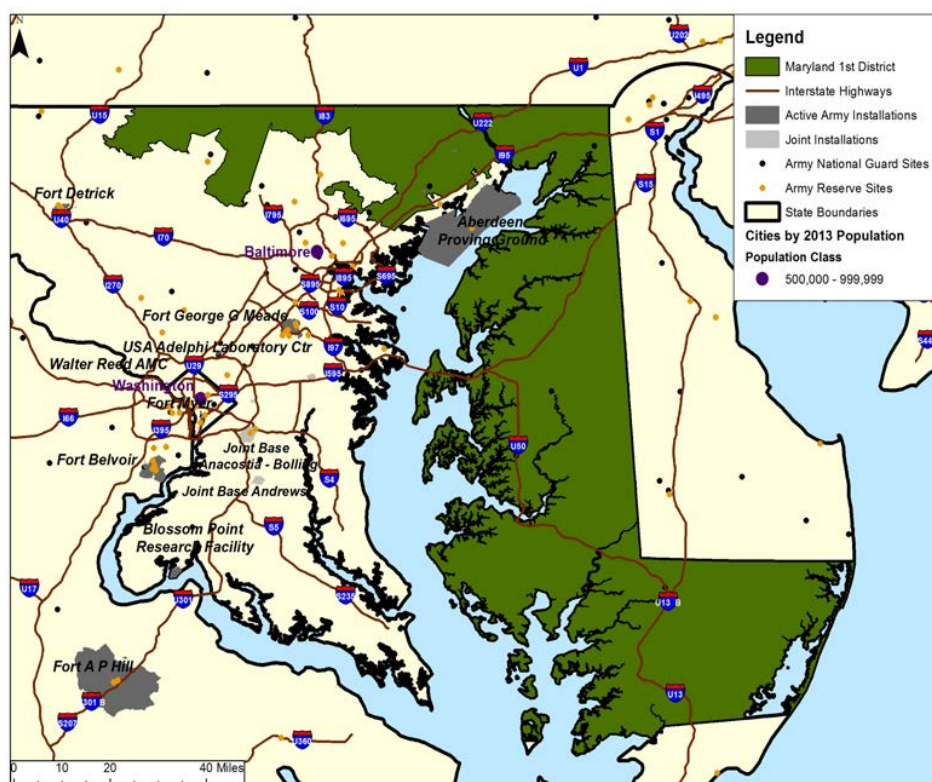 N
Legend
Maryland 1st District
Interstate Highways
Active Army Installations
Joint Installations
Army National Guard Sites
Army Reserve Sites
State Boundaries
Cities by 2013 Population
Population Class
500,000 - 999,999
U202
U1
U495
U15
I83
U222
S1
I95
S15
Fort Detrick
U40
I795
I695
Aberdeen
Proving Ground
I70
Baltimore
I895
S695
I270
S895
S100
S10
Fort George G Meade
S44
USA Adelphi Laboratory Ctr
I97
Walter Reed AMC
U29
I595
Washington
S295
Fort Myer
I66
I395
U50
Joint Base
Anacostia - Bolling
Fort Belvoir
S4
Joint Base Andrews
S5
Blossom Point
Research Facility
U17
U301
S235
U13 B
Fort A P Hill
301 B
U13
S207
U360
0 10 20 40 Miles